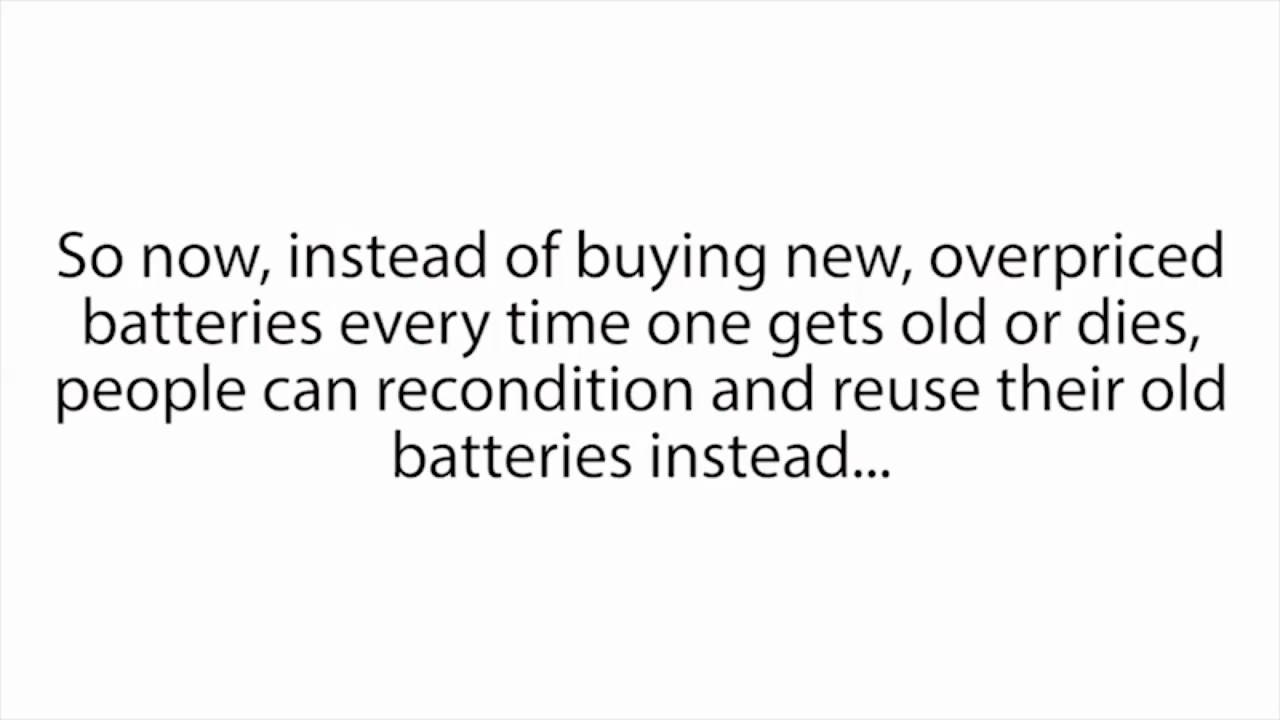 So now, instead of buying new, overpriced
batteries every time one gets old or dies,
people can recondition and reuse their old
batteries instead...